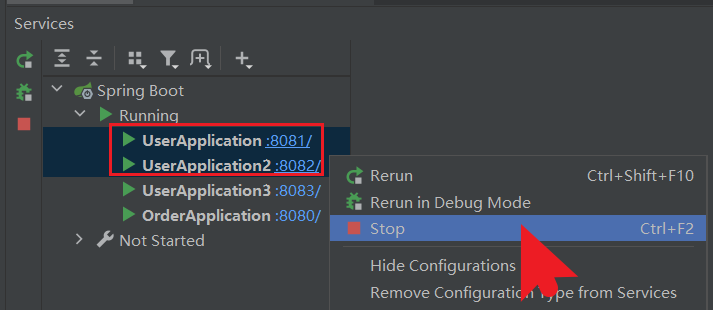 Services
Spring Boot
Running
UserApplication :8081/
UserApplication2 :8082/
UserApplication3 :8083/
OrderApplication :8080/
Not Started
Rerun Ctrl+Shift+F10
Rerun in Debug Mode
Stop Ctrl+F2
Hide Configurations
Remove Configuration Type from Services